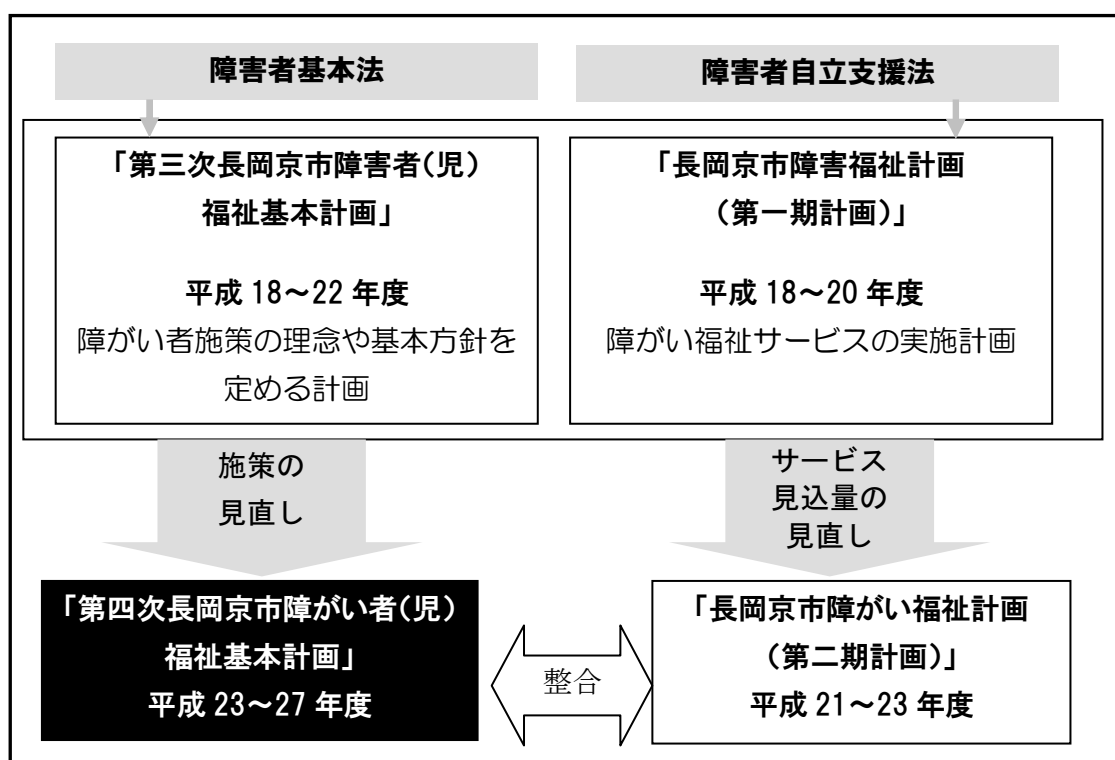 障害者基本法
障害者自立支援法
「第三次長岡京市障害者(児)
福祉基本計画」
平成 18～22 年度
障がい者施策の理念や基本方針を
定める計画
「長岡京市障害福祉計画
(第一期計画)」
平成 18～20 年度
障がい福祉サービスの実施計画
施策の
見直し
サービス
見込量の
見直し
「第四次長岡京市障がい者(児)
福祉基本計画」
平成 23～27 年度
整合
「長岡京市障がい福祉計画
(第二期計画)」
平成 21～23 年度